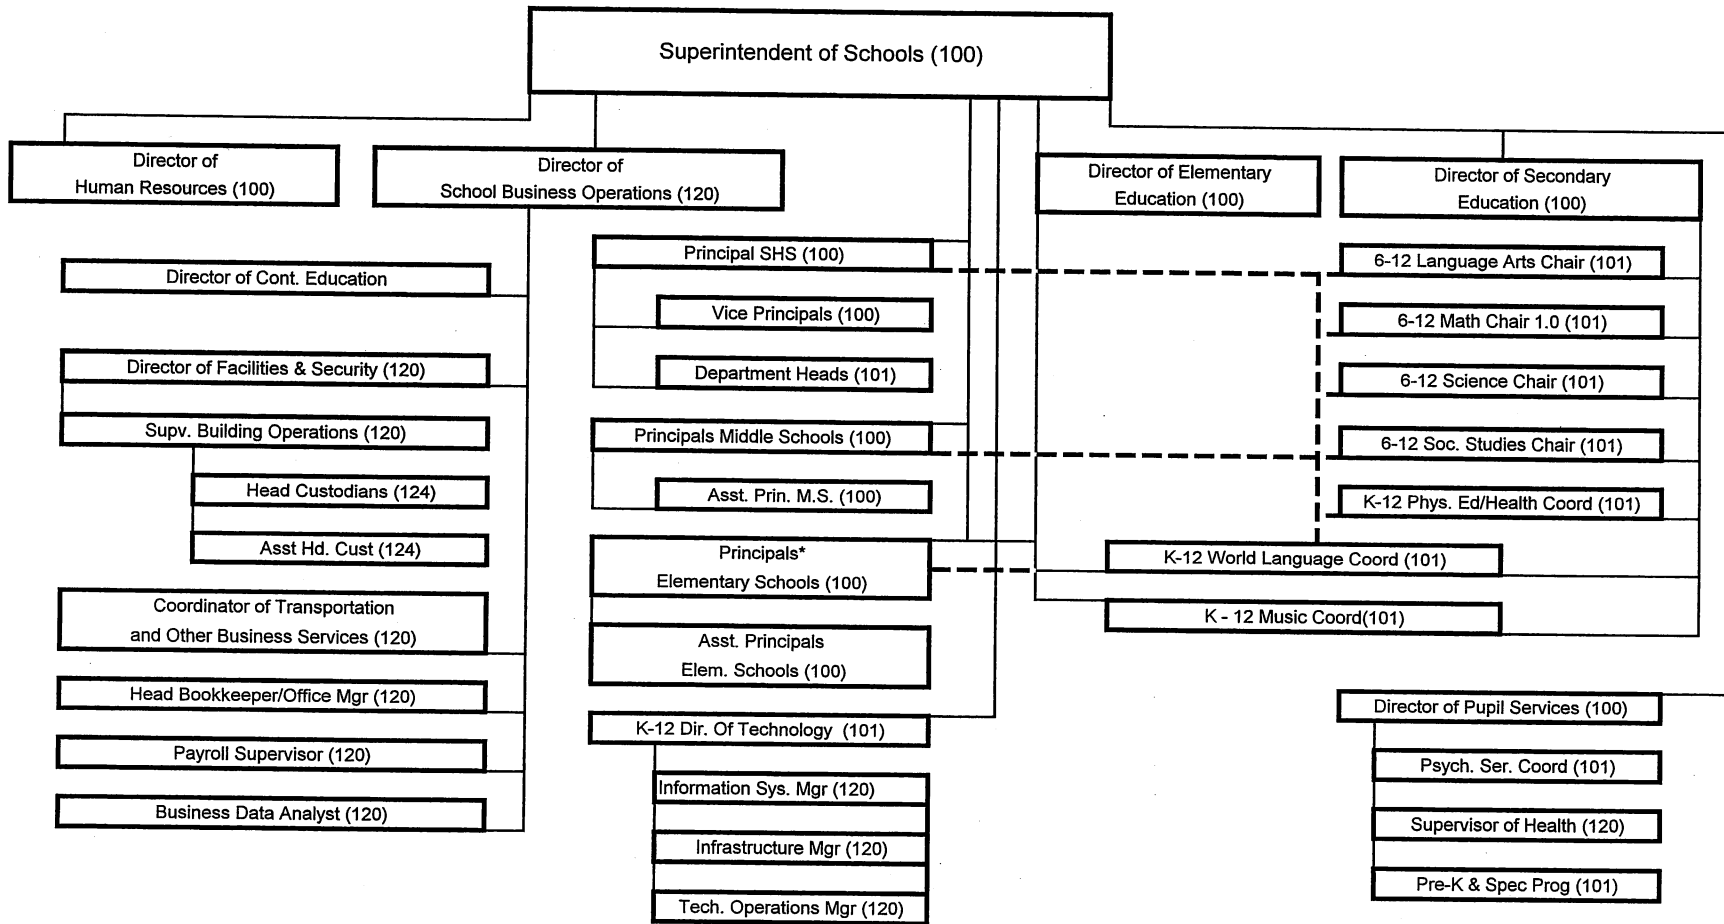 Superintendent of Schools (100)
Director of
Human Resources (100)
Director of
School Business Operations (120)
Director of Elementary
Education (100)
Director of Secondary
Education (100)
Director of Cont. Education
Director of Facilities & Security (120)
Supv. Building Operations (120)
Head Custodians (124)
Asst Hd. Cust (124)
Coordinator of Transportation
and Other Business Services (120)
Head Bookkeeper/Office Mgr (120)
Payroll Supervisor (120)
Business Data Analyst (120)
Principal SHS (100)
Vice Principals (100)
Department Heads (101)
Principals Middle Schools (100)
Asst. Prin. M.S. (100)
Principals*
Elementary Schools (100)
Asst. Principals
Elem. Schools (100)
K-12 Dir. Of Technology (101)
Information Sys. Mgr (120)
Infrastructure Mgr (120)
Tech. Operations Mgr (120)
6-12 Language Arts Chair (101)
6-12 Math Chair 1.0 (101)
6-12 Science Chair (101)
6-12 Soc. Studies Chair (101)
K-12 Phys. Ed/Health Coord (101)
K-12 World Language Coord (101)
K - 12 Music Coord(101)
Director of Pupil Services (100)
Psych. Ser. Coord (101)
Supervisor of Health (120)
Pre-K & Spec Prog (101)